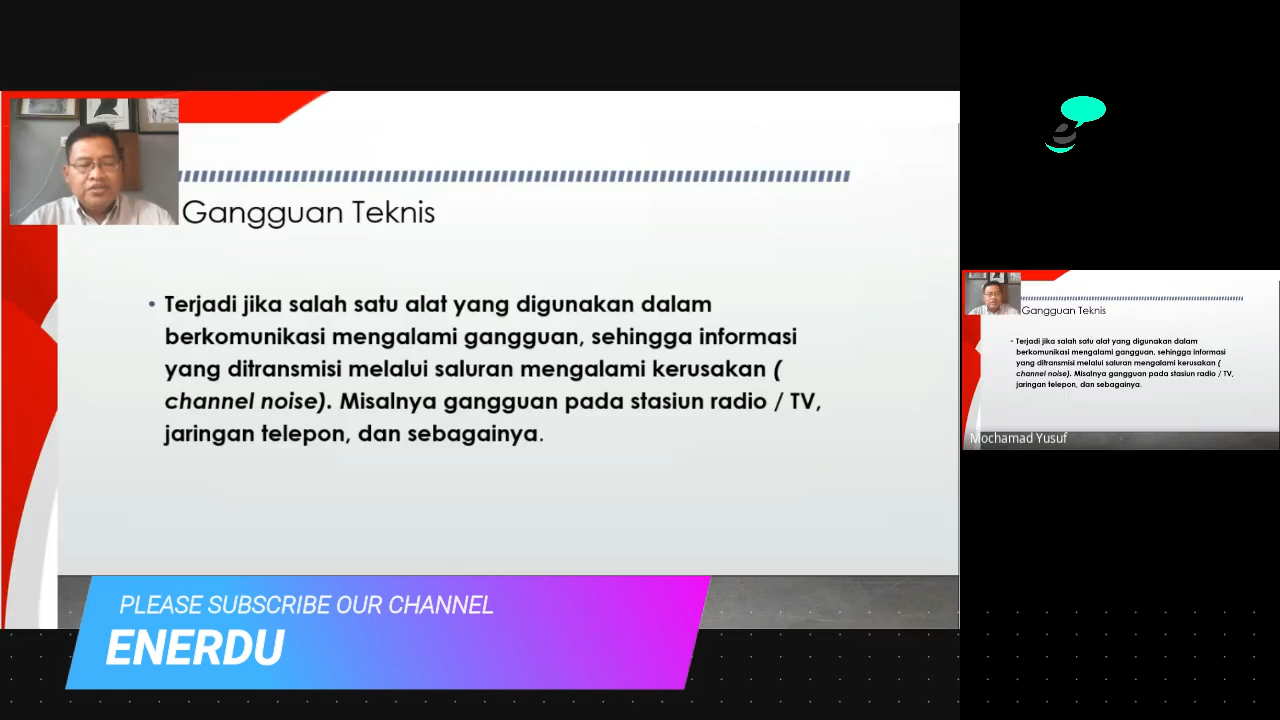 Gangguan Teknis
• Terjadi jika salah satu alat yang digunakan dalam
berkomunikasi mengalami gangguan, sehingga informasi
yang ditransmisi melalui saluran mengalami kerusakan (
channel noise). Misalnya gangguan pada stasiun radio / TV,
jaringan telepon, dan sebagainya.
PLEASE SUBSCRIBE OUR CHANNEL
ENERDU
Gangguan Teknis
• Terjadi jika salah satu alat yang digunakan dalam
berkomunikasi mengalami gangguan, sehingga informasi
yang ditransmisi melalui saluran mengalami kerusakan (
channel noise). Misalnya gangguan pada stasiun radio / TV,
jaringan telepon, dan sebagainya.
Mochamad Yusuf